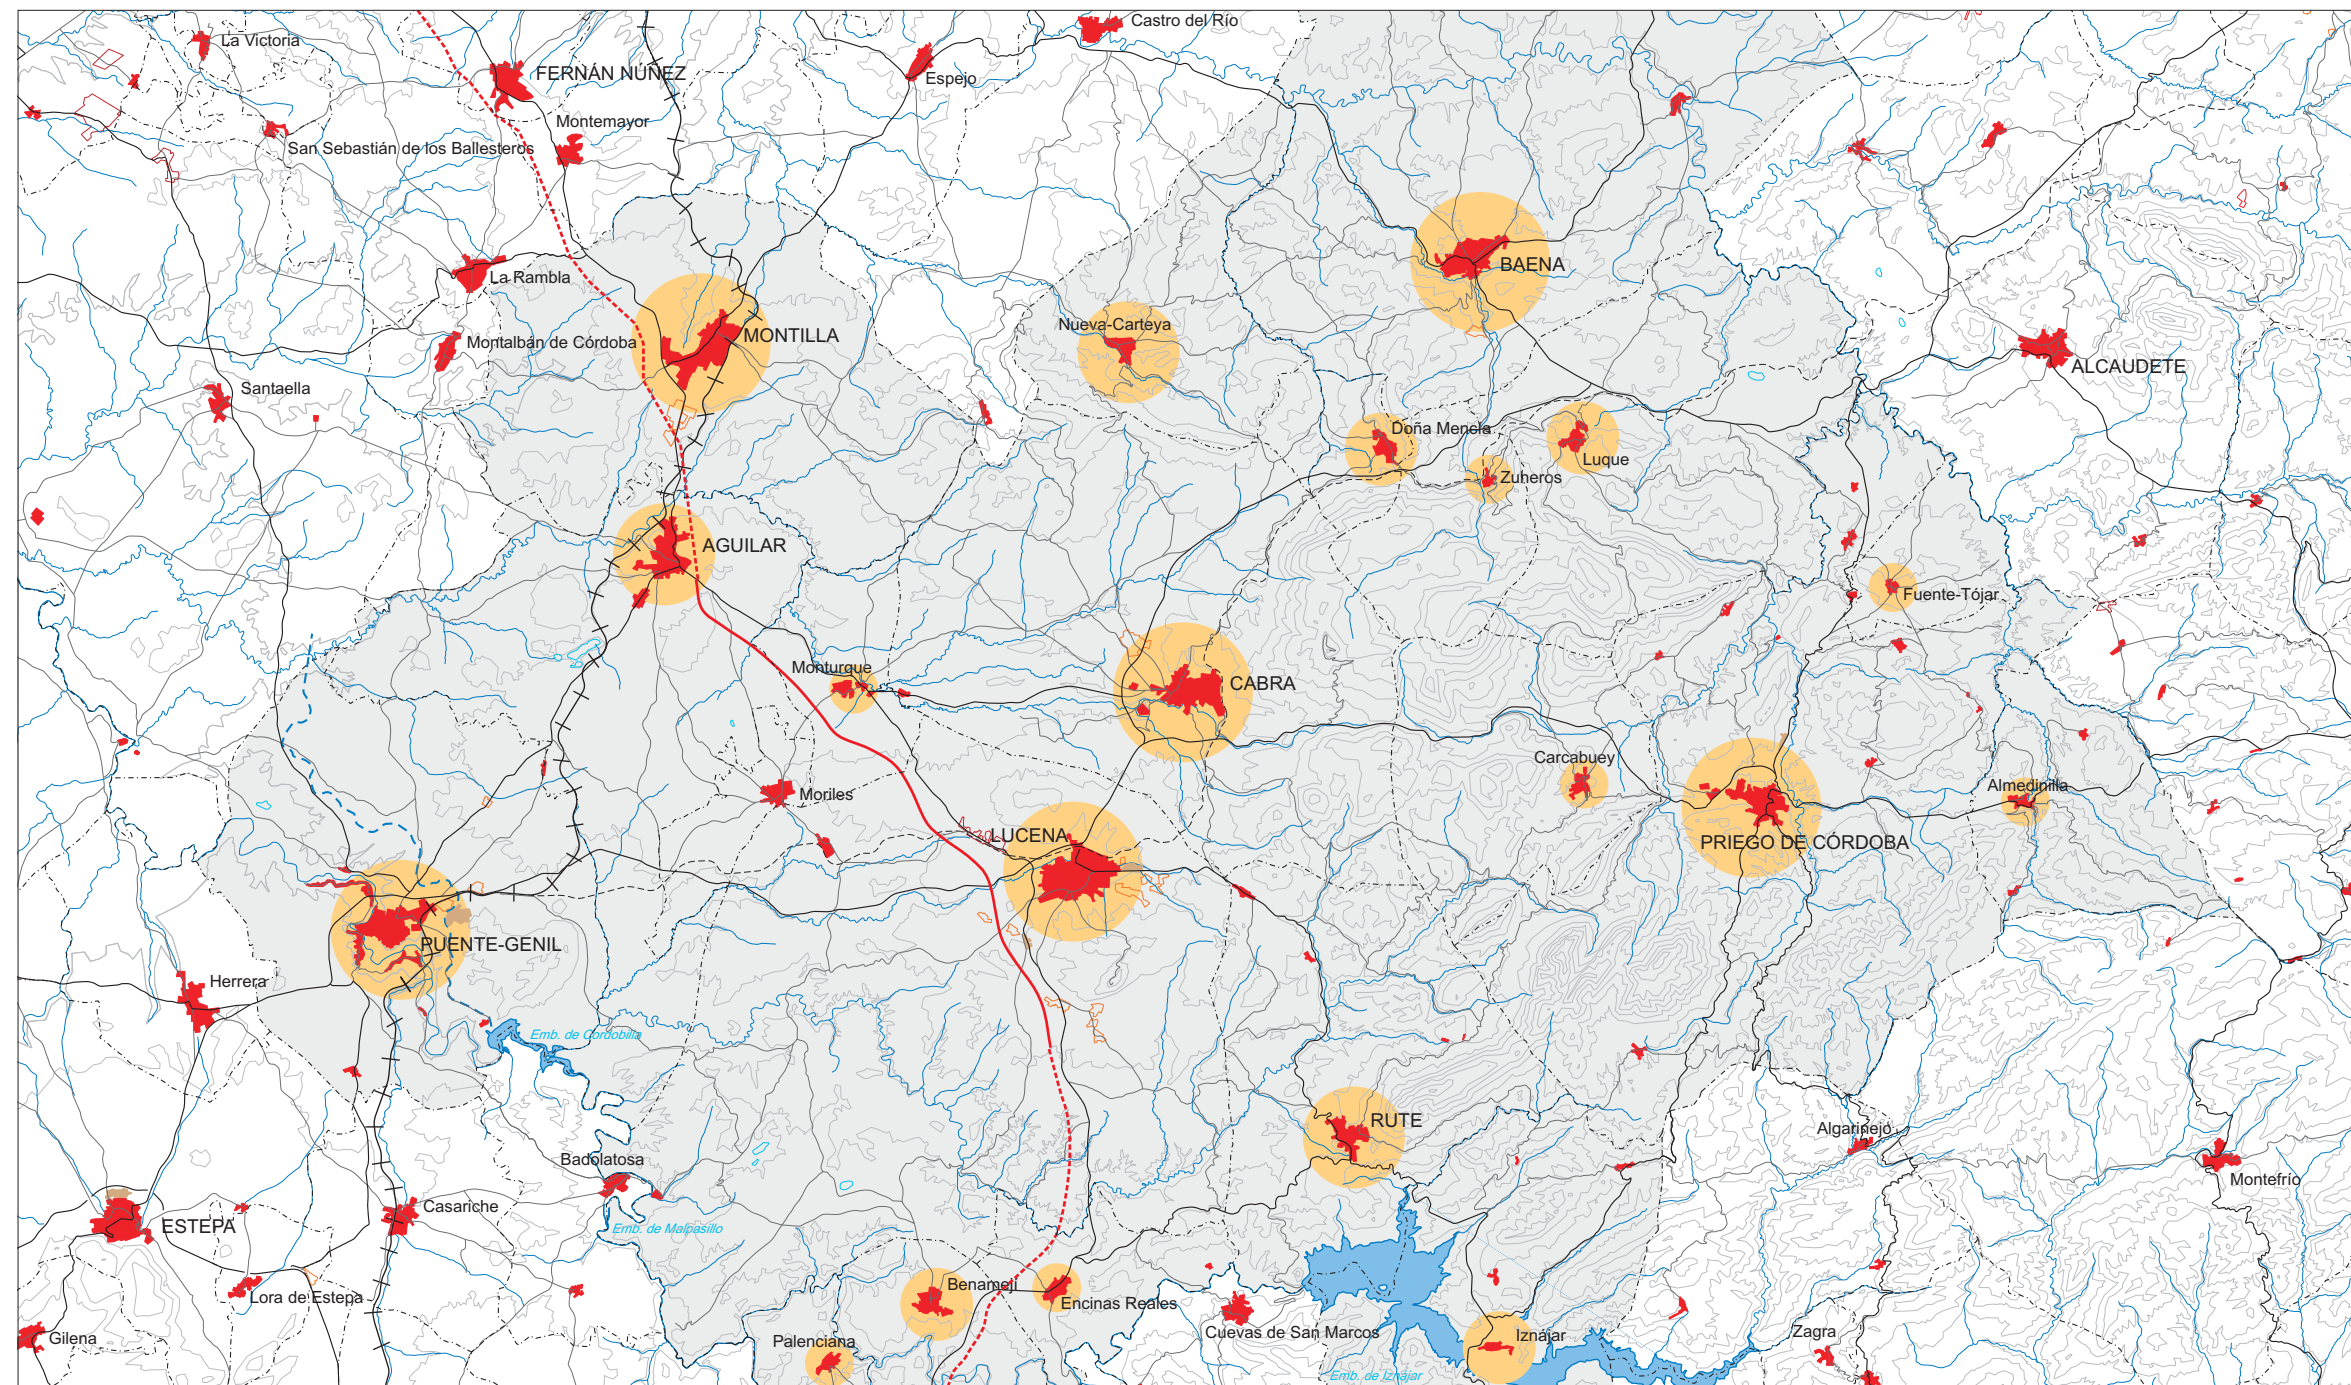 Castro del Río
La Victoria
FERNÁN NÚÑEZ
Espejo
Montemayor
San Sebastián de los Ballesteros
BAENA
La Rambla
Nueva-Carteya
MONTILLA
Montalbán de Córdoba
ALCAUDETE
Santaella
Doña Mencía
Luque
Zuheros
AGUILAR
Fuente-Tójar
Monturque
CABRA
Carcabuey
Almedinilla
Moriles
LUCENA
PRIEGO DE CÓRDOBA
PUENTE-GENIL
Herrera
Emb. de Cordobilla
RUTE
Algarinejo
Badolatosa
Montefrío
Casariche
ESTEPA
Emb. de Malpasillo
Benamejí
Lora de Estepa
Encinas Reales
Cuevas de San Marcos
Iznájar
Zagra
Gilena
Palenciana
Emb. de Iznájar